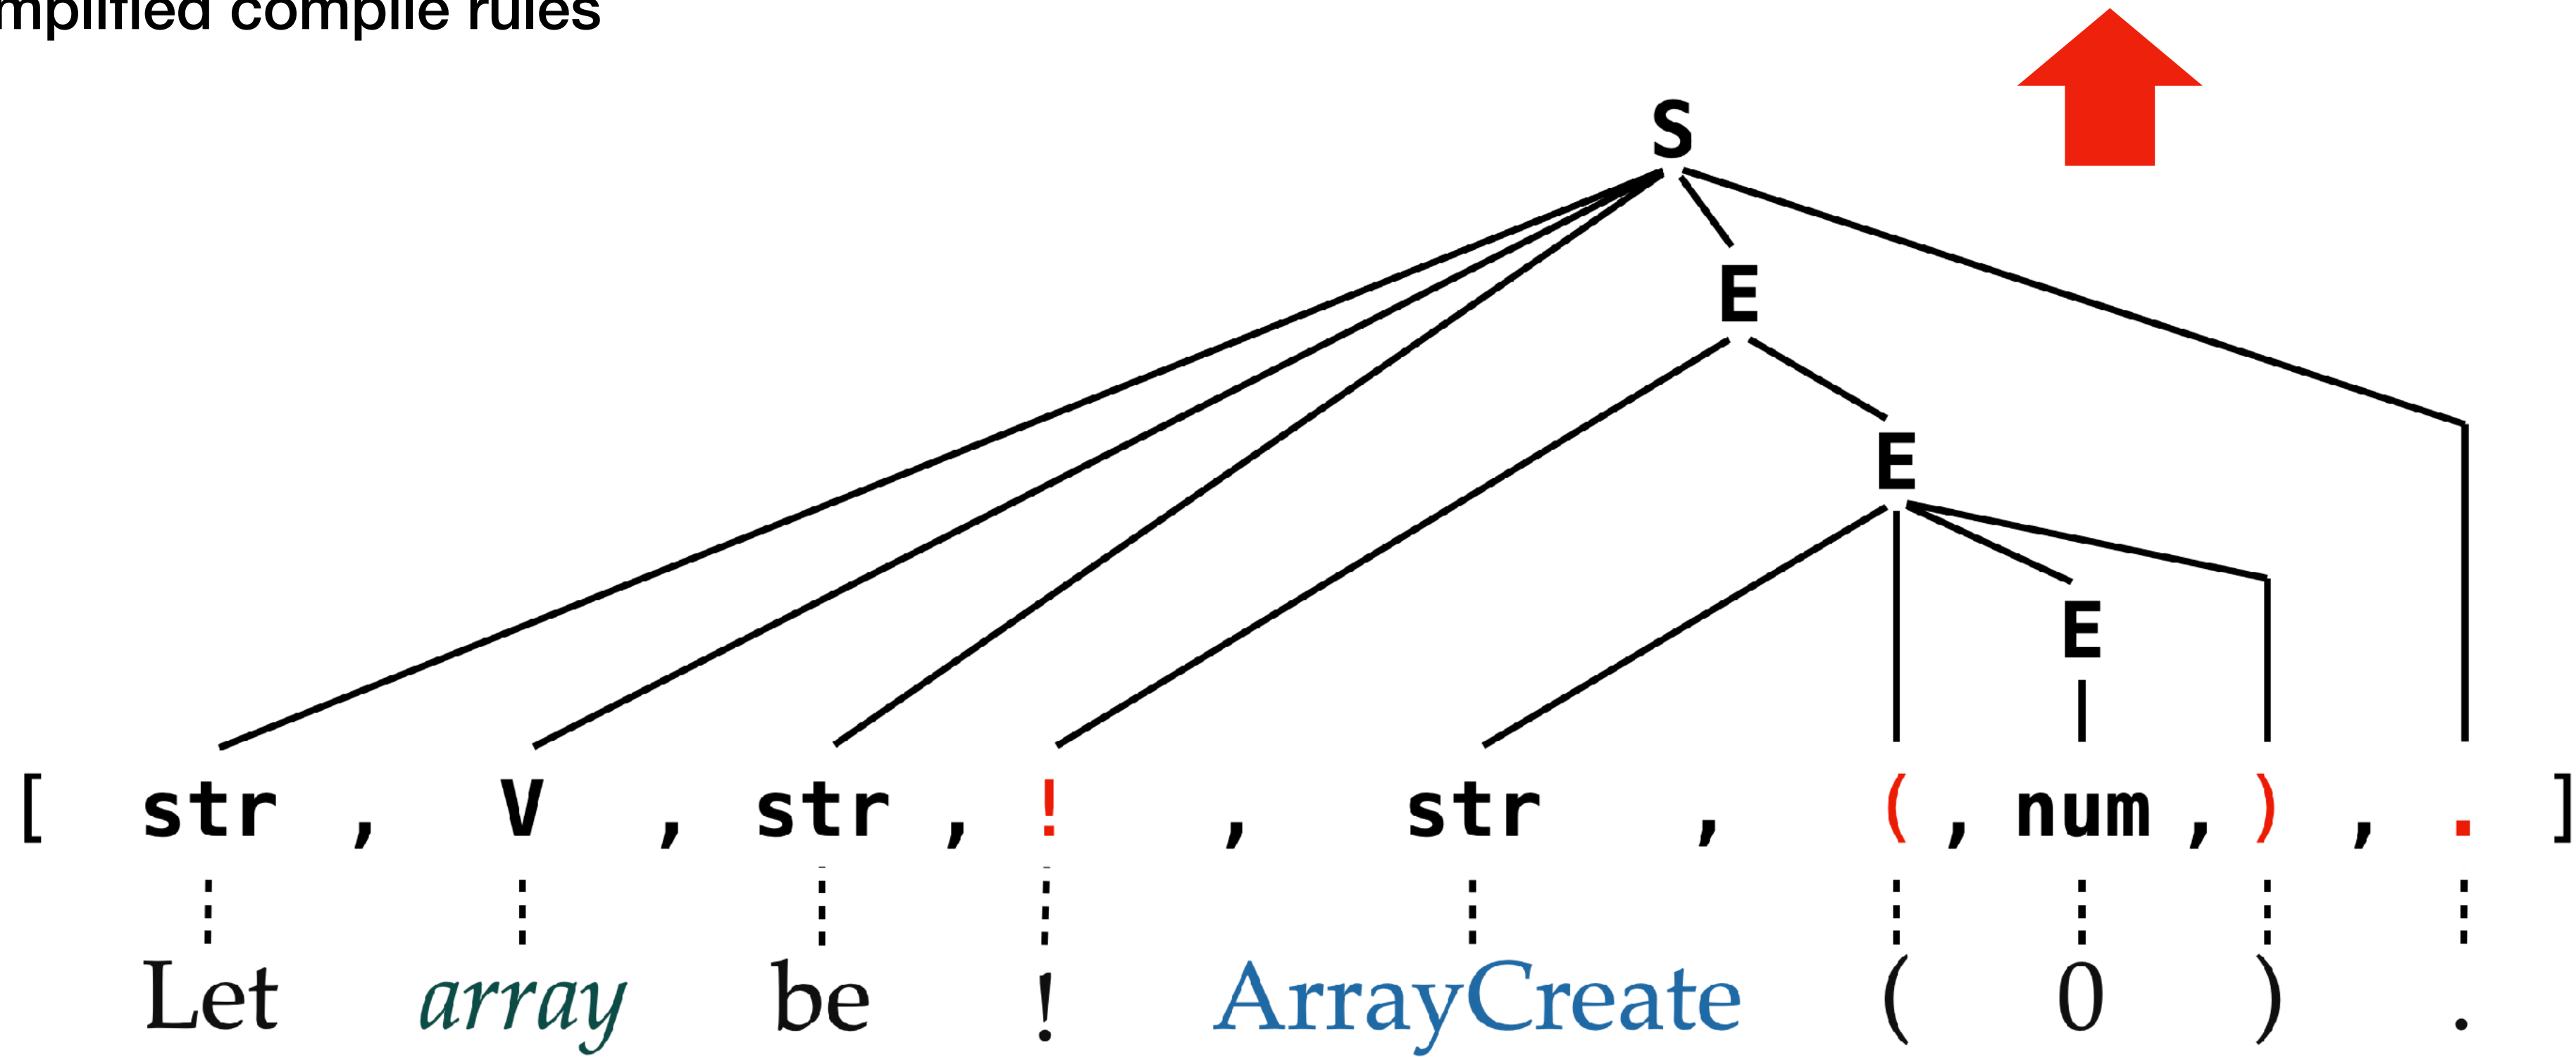 mplified compile rules
S
E
E
E
[ str , V , str , ! , str , ( , num , ) , . ]
Let array be ! ArrayCreate ( 0 ) .